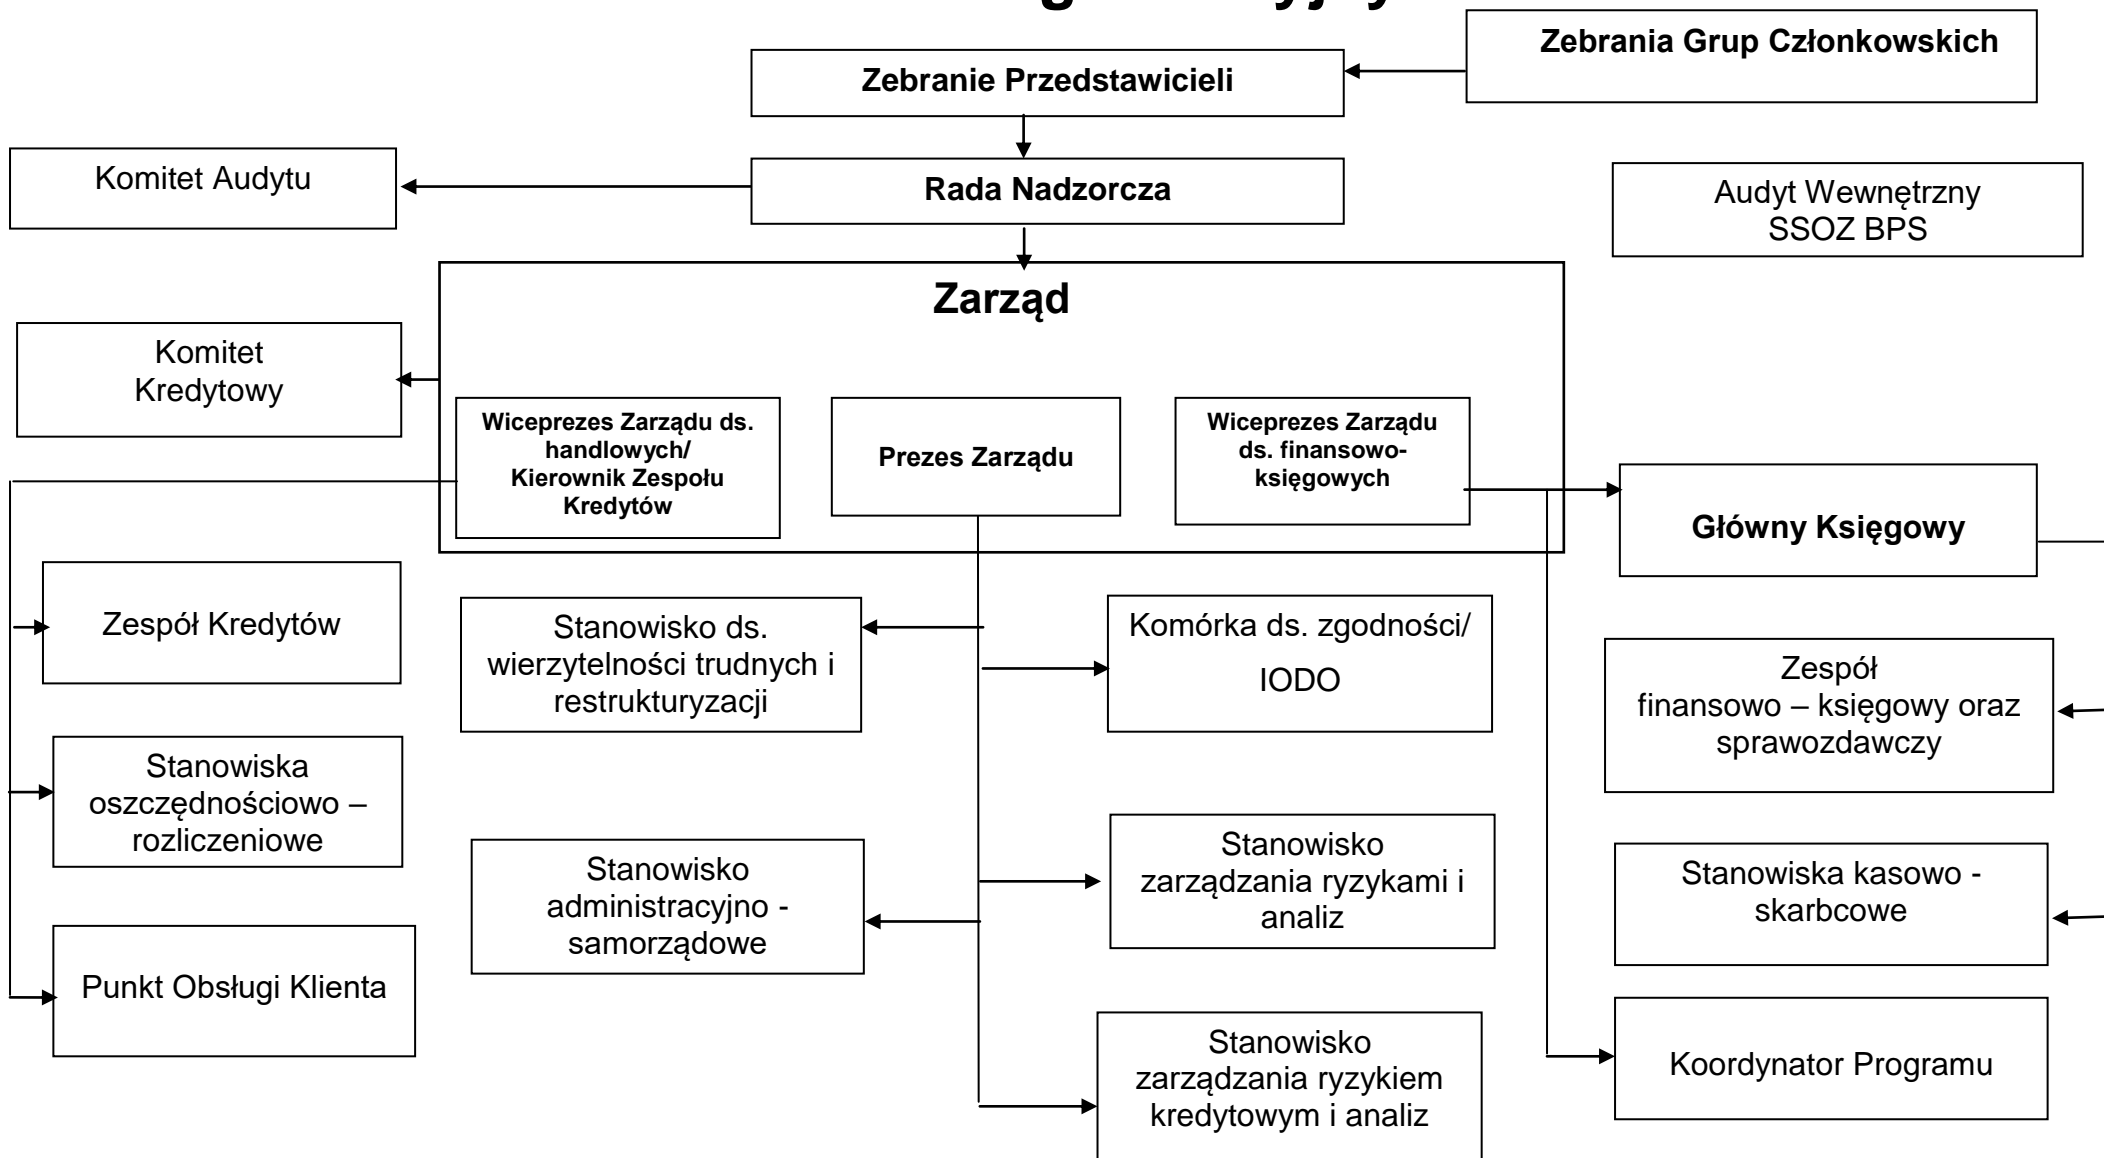 Zebrania Grup Członkowskich
Zebranie Przedstawicieli
Komitet Audytu
Rada Nadzorcza
Audyt Wewnętrzny
SSOZ BPS
Zarząd
Komitet
Kredytowy
Wiceprezes Zarządu ds.
handlowych/
Kierownik Zespołu
Kredytów
Prezes Zarządu
Wiceprezes Zarządu
ds. finansowo-
księgowych
Główny Księgowy
Zespół Kredytów
Stanowisko ds.
wierzytelności trudnych i
restrukturyzacji
Komórka ds. zgodności/
IODO
Zespół
finansowo – księgowy oraz
sprawozdawczy
Stanowiska
oszczędnościowo –
rozliczeniowe
Stanowisko
administracyjno -
samorządowe
Stanowisko
zarządzania ryzykami i
analiz
Stanowiska kasowo -
skarbcowe
Punkt Obsługi Klienta
Stanowisko
zarządzania ryzykiem
kredytowym i analiz
Koordynator Programu